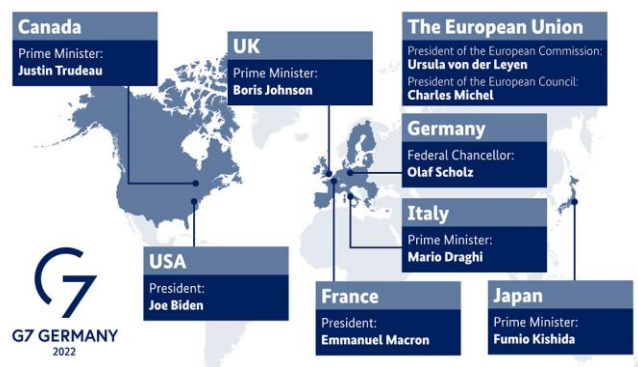 Canada
Prime Minister:
Justin Trudeau
UK
Prime Minister:
Boris Johnson
The European Union
President of the European Commission:
Ursula von der Leyen
President of the European Council:
Charles Michel
Germany
Federal Chancellor:
Olaf Scholz
Italy
Prime Minister:
Mario Draghi
USA
President:
Joe Biden
France
President:
Emmanuel Macron
Japan
Prime Minister:
Fumio Kishida
G7
G7 GERMANY
2022